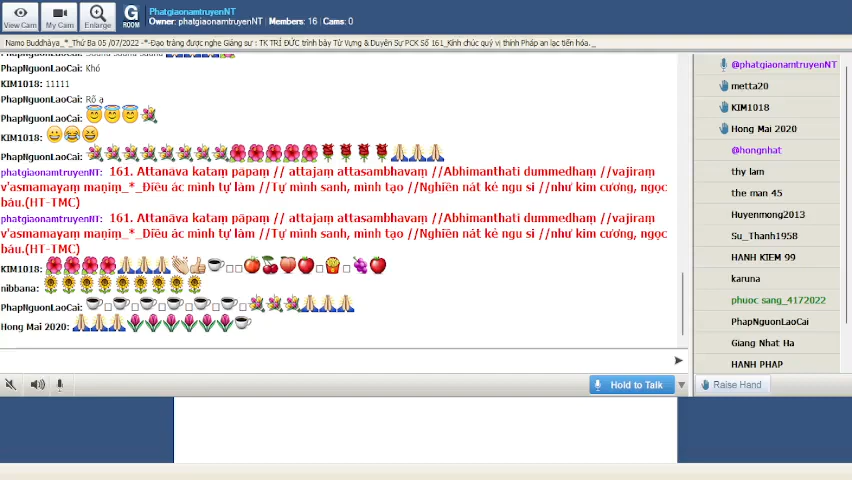 View Cam
My Cam
Enlarge
G
ROOM
PhatgiaonamtruyenNT
Owner: phatgiaonamtruyenNT | Members: 16 | Cams: 0
Namo Buddhàya_*_Thứ Ba 05 /07/2022 -*-Đạo tràng được nghe Giảng sư : TK TRÍ ĐỨC trình bày Từ Vựng & Duyên Sự PCK Số 161_Kính chúc quý vị thính Pháp an lạc tiến hóa._
PhapNguonLaoCai: Khó
KIM1018: 11111
PhapNguonLaoCai: Rõ ạ
PhapNguonLaoCai:
KIM1018:
PhapNguonLaoCai:
phatgiaonamtruyenNT: 161. Attanāva kataṃ pāpaṃ // attajaṃ attasambhavaṃ //Abhimanthati dummedhaṃ //vajiraṃ
v'asmamayaṃ maṇiṃ_*_Điều ác mình tự làm //Tự mình sanh, mình tạo //Nghiền nát kẻ ngu si //như kim cương, ngọc
báu.(HT-TMC)
phatgiaonamtruyenNT: 161. Attanāva kataṃ pāpaṃ // attajaṃ attasambhavaṃ //Abhimanthati dummedhaṃ //vajiraṃ
v'asmamayaṃ maṇiṃ_*_Điều ác mình tự làm //Tự mình sanh, mình tạo //Nghiền nát kẻ ngu si //như kim cương, ngọc
báu.(HT-TMC)
KIM1018:
nibbana:
PhapNguonLaoCai:
Hong Mai 2020:
@phatgiaonamtruyenNT
metta20
KIM1018
Hong Mai 2020
@hongnhat
thy lam
the man 45
Huyenmong2013
Su_Thanh1958
HANH KIEM 99
karuna
phuoc sang_4172022
PhapNguonLaoCai
Giang Nhat Ha
HANH PHAP
Hold to Talk
Raise Hand